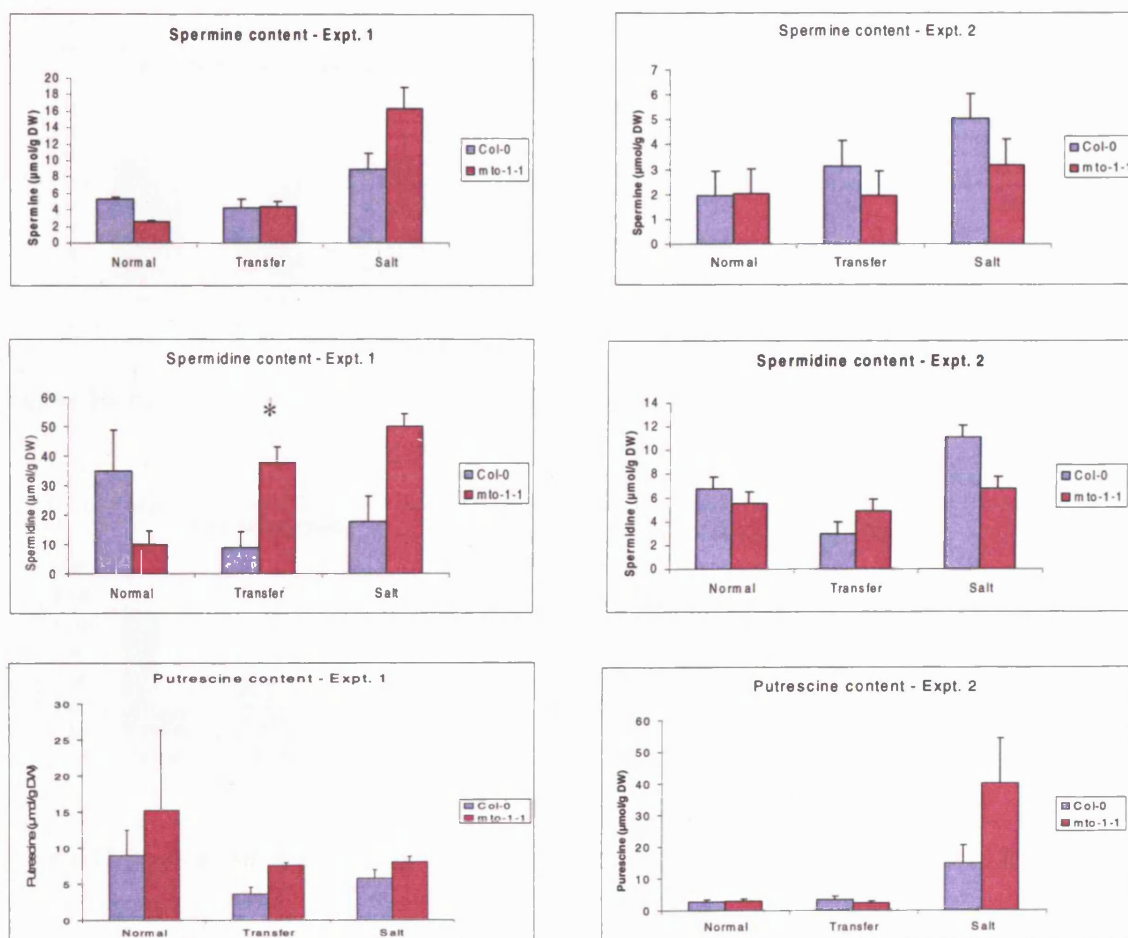 Spermine content - Expt. 1
Spermine (µmol/g DW)
20
18
16
14
12
10
8
6
4
2
0
Normal Transfer Salt
Col-0
mto-1-1
Spermine content - Expt. 2
Spermine (µmol/g DW)
7
6
5
4
3
2
1
0
Normal Transfer Salt
Col-0
mto-1-1
Spermidine content - Expt. 1
Spermidine (µmol/g DW)
60
50
40
30
20
10
0
*
Normal Transfer Salt
Col-0
mto-1-1
Spermidine content - Expt. 2
Spermidine (µmol/g DW)
14
12
10
8
6
4
2
0
Normal Transfer Salt
Col-0
mto-1-1
Putrescine content - Expt. 1
Putrescine (µmol/g DW)
30
25
20
15
10
5
0
Normal Transfer Salt
Col-0
mto-1-1
Putrescine content - Expt. 2
Purescine (µmol/g DW)
60
50
40
30
20
10
0
Normal Transfer Salt
Col-0
mto-1-1